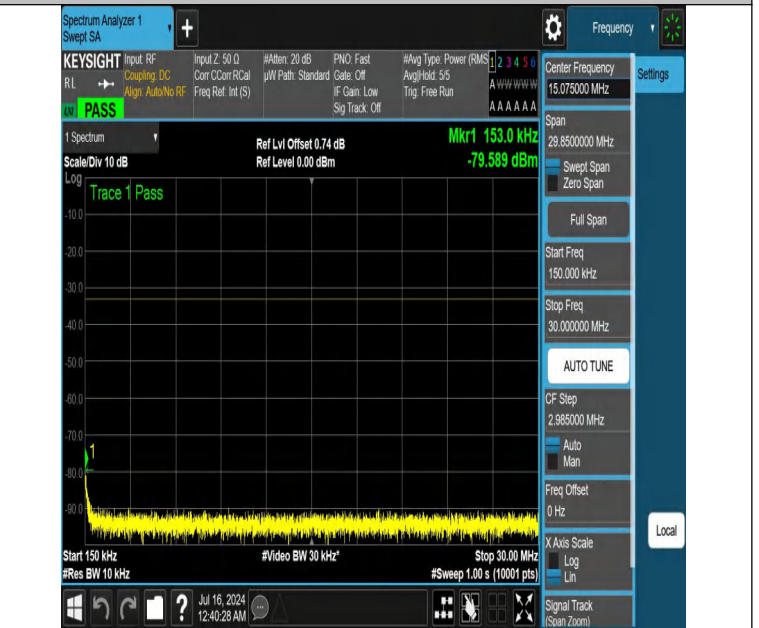 Spectrum Analyzer 1
Swept SA
+
Frequency
KEYSIGHT
RL
PASS
Input: RF
Coupling: DC
Align: Auto/No RF
Input Z: 50 Ω
Corr CCorr RCal
Freq Ref: Int (S)
#Atten: 20 dB
µW Path: Standard
PNO: Fast
Gate: Off
IF Gain: Low
Sig Track: Off
#Avg Type: Power (RMS
Avg|Hold: 5/5
Trig: Free Run
1 2 3 4 5 6
A W W W W W
A A A A A A
1 Spectrum
Scale/Div 10 dB
Ref Lvl Offset 0.74 dB
Ref Level 0.00 dBm
Mkr1 153.0 kHz
-79.589 dBm
Log
Trace 1 Pass
-10.0
-20.0
-30.0
-40.0
-50.0
-60.0
-70.0
1
-80.0
-90.0
Start 150 kHz
#Video BW 30 kHz*
Stop 30.00 MHz
#Res BW 10 kHz
#Sweep 1.00 s (10001 pts)
Jul 16, 2024
12:40:28 AM
?
Center Frequency
15.075000 MHz
Settings
Span
29.8500000 MHz
Swept Span
Zero Span
Full Span
Start Freq
150.000 kHz
Stop Freq
30.000000 MHz
AUTO TUNE
CF Step
2.985000 MHz
Auto
Man
Freq Offset
0 Hz
X Axis Scale
Log
Lin
Local
Signal Track
(Span Zoom)